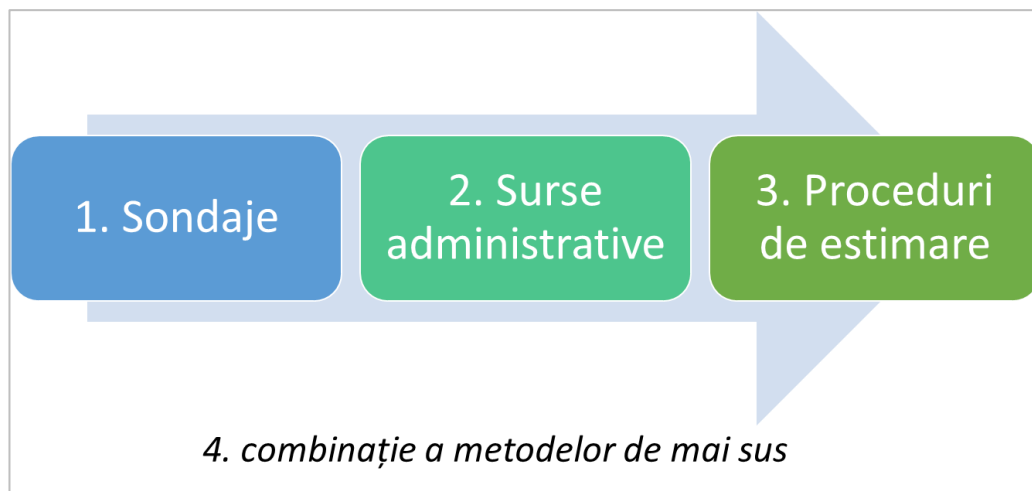 1. Sondaje
2. Surse
administrative
3. Proceduri
de estimare
4. combinație a metodelor de mai sus